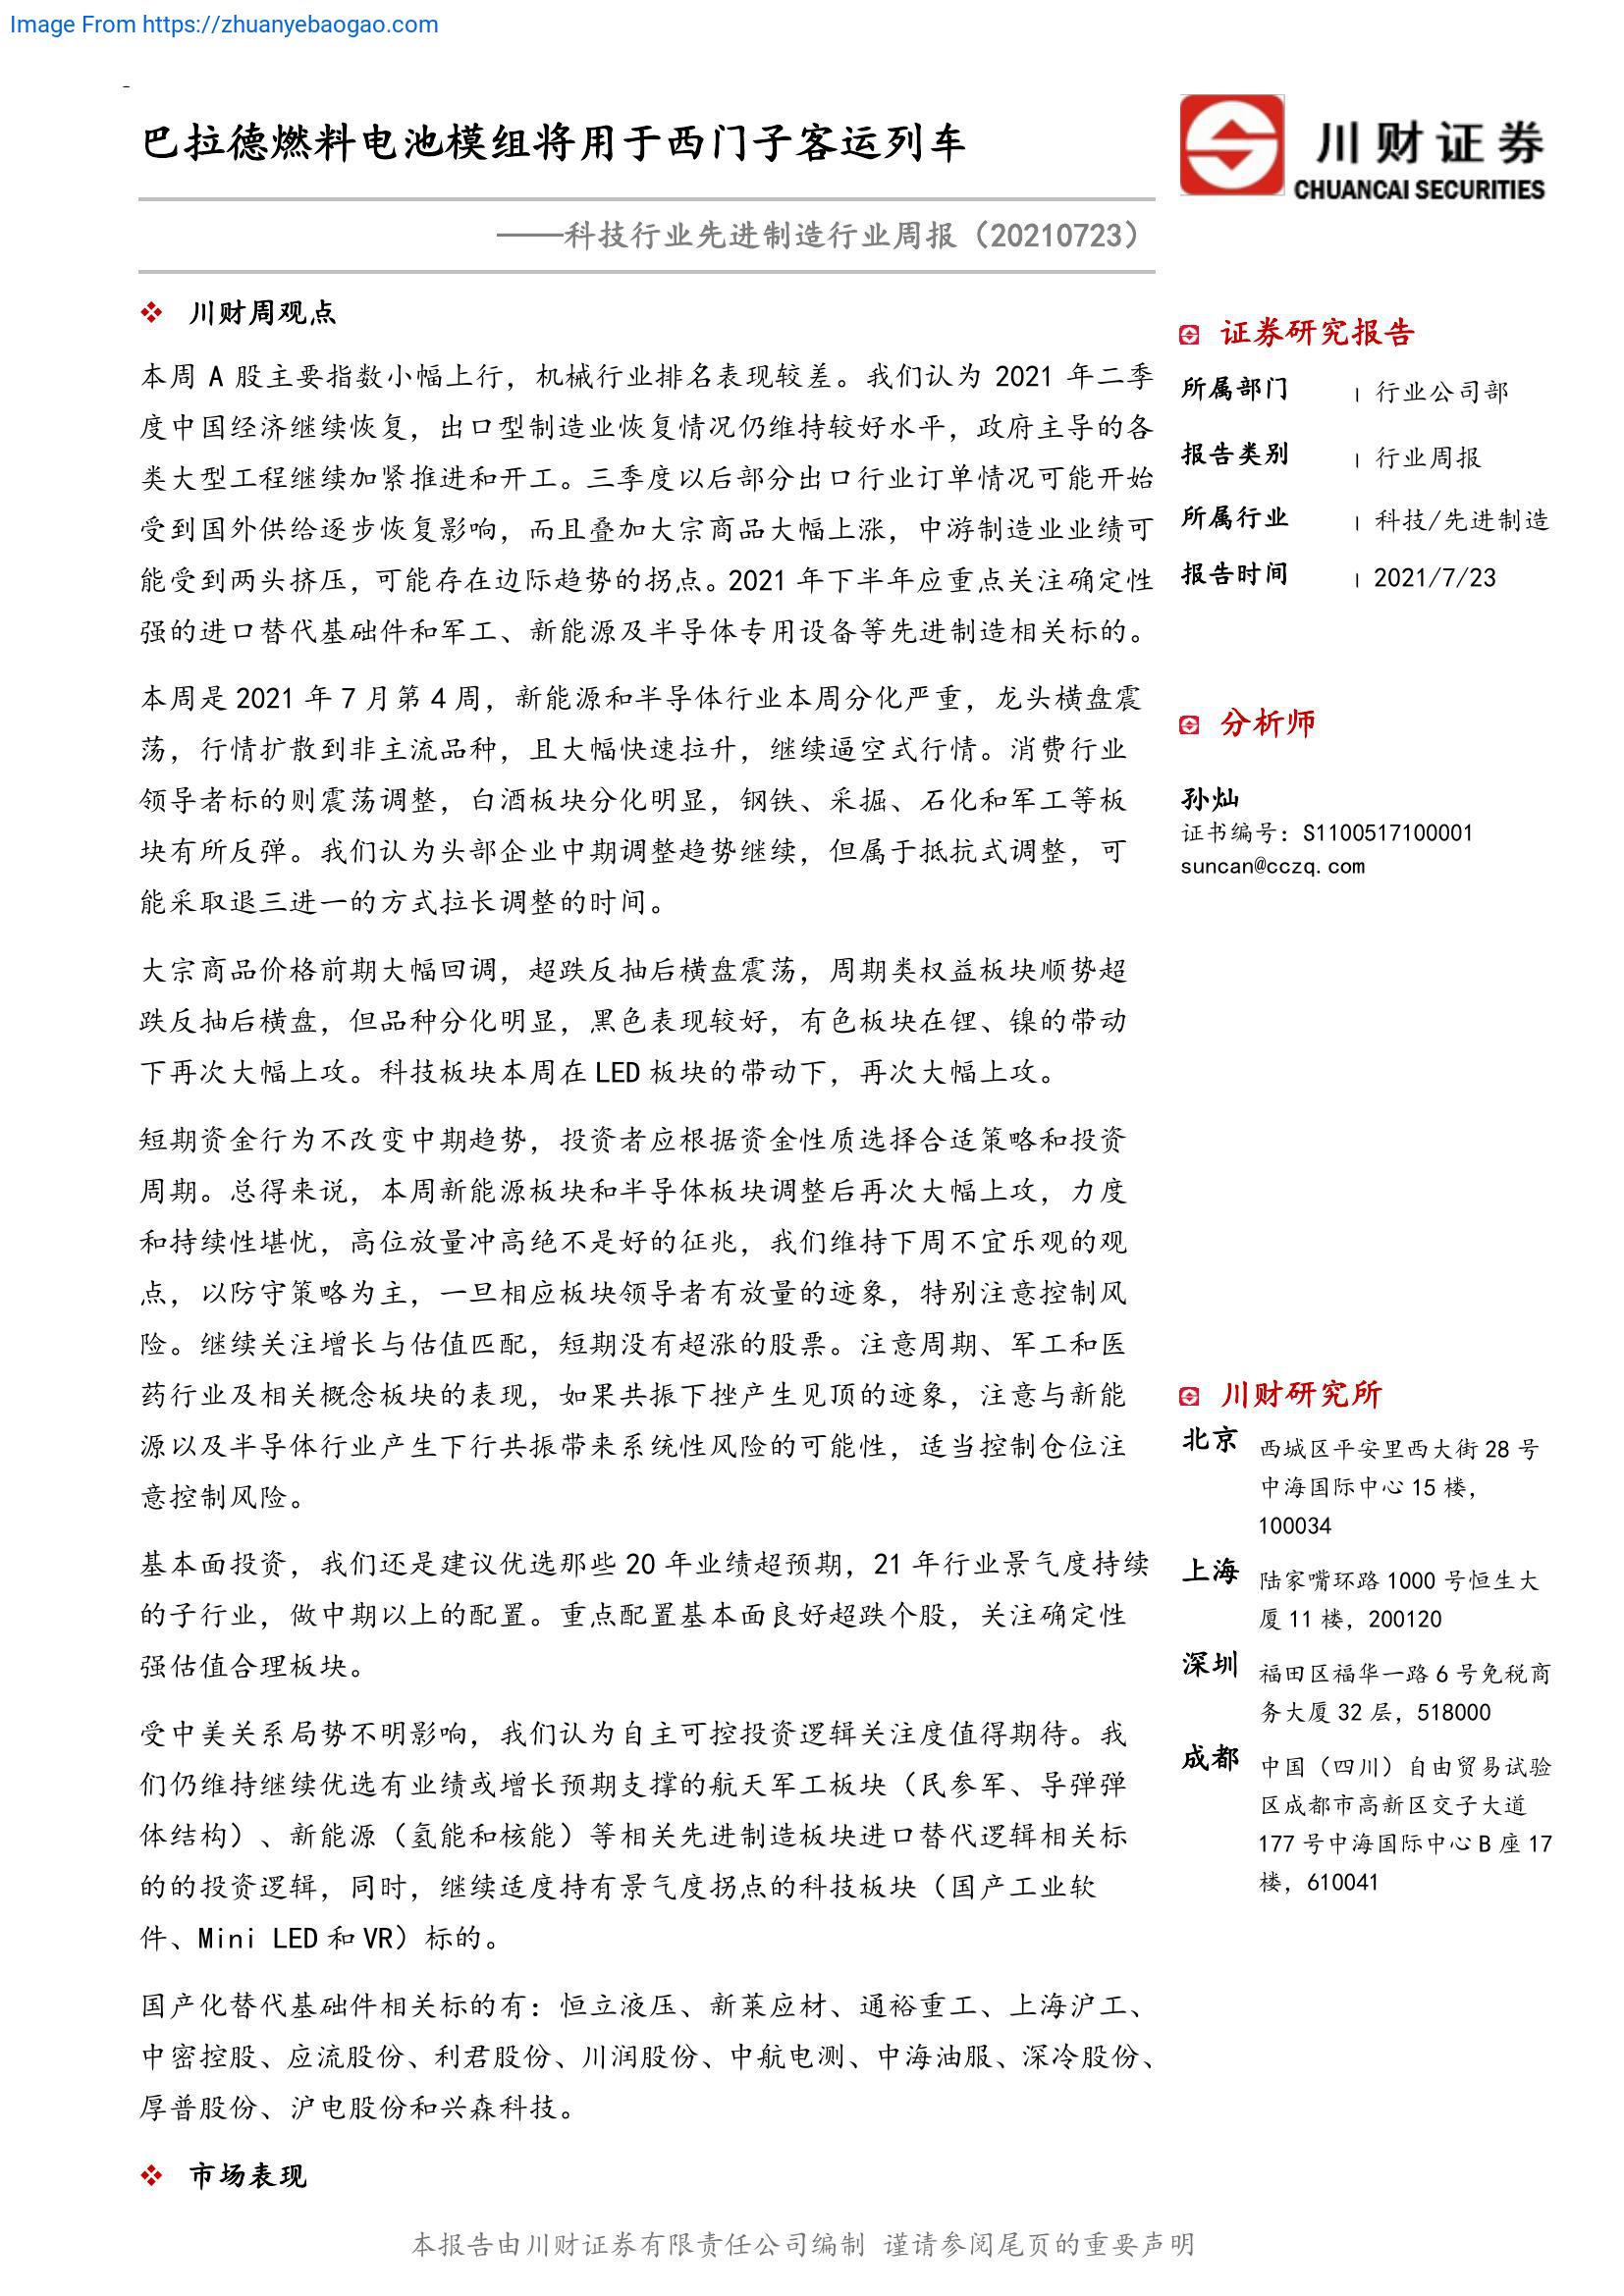 Image From https://zhuanyebaogao.com
巴拉德燃料电池模组将用于西门子客运列车
川财证券
CHUANCAI SECURITIES
——科技行业先进制造行业周报（20210723）
川财周观点
本周 A 股主要指数小幅上行，机械行业排名表现较差。我们认为 2021 年二季
度中国经济继续恢复，出口型制造业恢复情况仍维持较好水平，政府主导的各
类大型工程继续加紧推进和开工。三季度以后部分出口行业订单情况可能开始
受到国外供给逐步恢复影响，而且叠加大宗商品大幅上涨，中游制造业业绩可
能受到两头挤压，可能存在边际趋势的拐点。2021 年下半年应重点关注确定性
强的进口替代基础件和军工、新能源及半导体专用设备等先进制造相关标的。
本周是 2021 年 7 月第 4 周，新能源和半导体行业本周分化严重，龙头横盘震
荡，行情扩散到非主流品种，且大幅快速拉升，继续逼空式行情。消费行业
领导者标的则震荡调整，白酒板块分化明显，钢铁、采掘、石化和军工等板
块有所反弹。我们认为头部企业中期调整趋势继续，但属于抵抗式调整，可
能采取退三进一的方式拉长调整的时间。
大宗商品价格前期大幅回调，超跌反抽后横盘震荡，周期类权益板块顺势超
跌反抽后横盘，但品种分化明显，黑色表现较好，有色板块在锂、镍的带动
下再次大幅上攻。科技板块本周在 LED 板块的带动下，再次大幅上攻。
短期资金行为不改变中期趋势，投资者应根据资金性质选择合适策略和投资
周期。总得来说，本周新能源板块和半导体板块调整后再次大幅上攻，力度
和持续性堪忧，高位放量冲高绝不是好的征兆，我们维持下周不宜乐观的观
点，以防守策略为主，一旦相应板块领导者有放量的迹象，特别注意控制风
险。继续关注增长与估值匹配，短期没有超涨的股票。注意周期、军工和医
药行业及相关概念板块的表现，如果共振下挫产生见顶的迹象，注意与新能
源以及半导体行业产生下行共振带来系统性风险的可能性，适当控制仓位注
意控制风险。
基本面投资，我们还是建议优选那些 20 年业绩超预期，21 年行业景气度持续
的子行业，做中期以上的配置。重点配置基本面良好超跌个股，关注确定性
强估值合理板块。
受中美关系局势不明影响，我们认为自主可控投资逻辑关注度值得期待。我
们仍维持继续优选有业绩或增长预期支撑的航天军工板块（民参军、导弹弹
体结构）、新能源（氢能和核能）等相关先进制造板块进口替代逻辑相关标
的的投资逻辑，同时，继续适度持有景气度拐点的科技板块（国产工业软
件、Mini LED 和 VR）标的。
国产化替代基础件相关标的有：恒立液压、新莱应材、通裕重工、上海沪工、
中密控股、应流股份、利君股份、川润股份、中航电测、中海油服、深冷股份、
厚普股份、沪电股份和兴森科技。
市场表现
证券研究报告
所属部门 | 行业公司部
报告类别 | 行业周报
所属行业 | 科技/先进制造
报告时间 | 2021/7/23
分析师
孙灿
证书编号：S1100517100001
suncan@cczq.com
川财研究所
北京 西城区平安里西大街 28 号
中海国际中心 15 楼，
100034
上海 陆家嘴环路 1000 号恒生大
厦 11 楼，200120
深圳 福田区福华一路 6 号免税商
务大厦 32 层，518000
成都 中国（四川）自由贸易试验
区成都市高新区交子大道
177 号中海国际中心 B 座 17
楼，610041
本报告由川财证券有限责任公司编制 谨请参阅尾页的重要声明